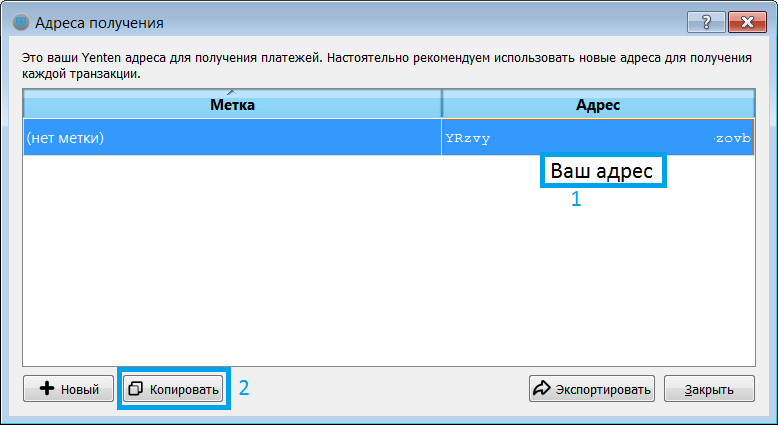 Адреса получения
Это ваши Yenten адреса для получения платежей. Настоятельно рекомендуем использовать новые адреса для получения
каждой транзакции.
Метка Адрес
(нет метки) YRzvy zovb
Ваш адрес
1
Новый Копировать 2 Экспортировать Закрыть